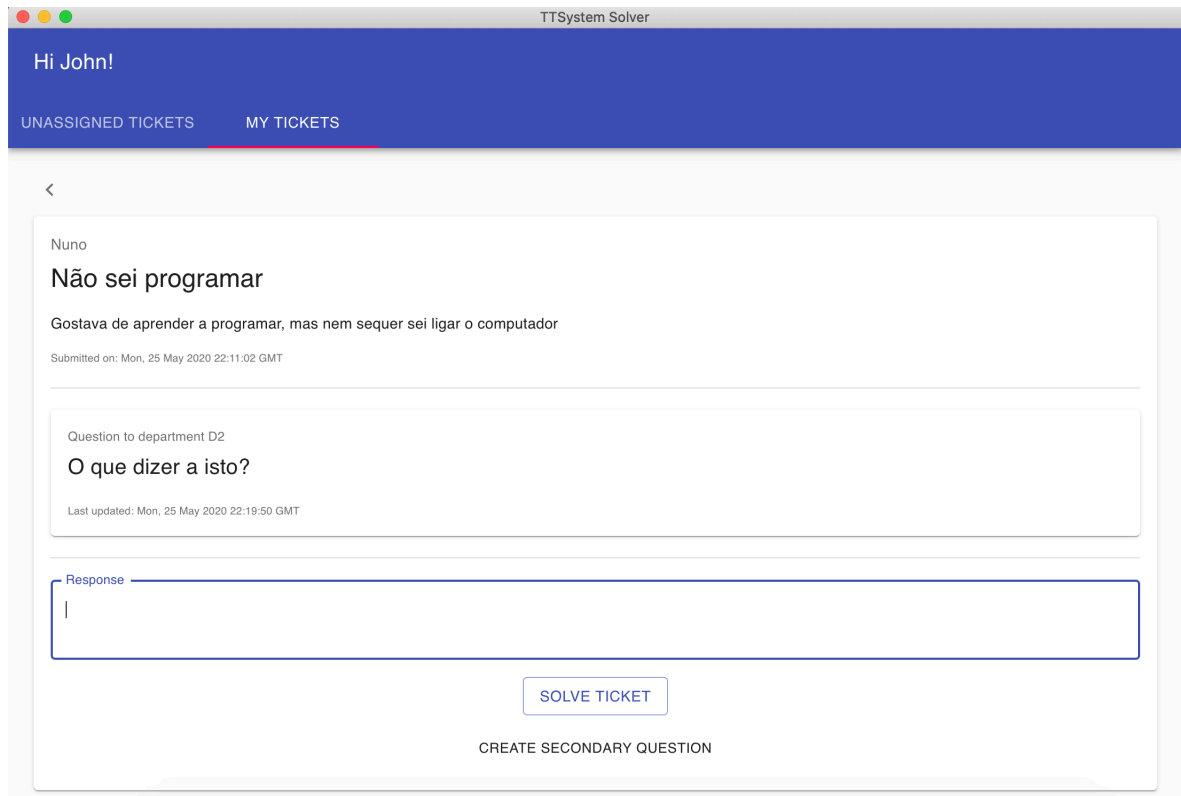 TTSystem Solver
Hi John!
UNASSIGNED TICKETS
MY TICKETS
Nuno
Não sei programar
Gostava de aprender a programar, mas nem sequer sei ligar o computador
Submitted on: Mon, 25 May 2020 22:11:02 GMT
Question to department D2
O que dizer a isto?
Last updated: Mon, 25 May 2020 22:19:50 GMT
Response
SOLVE TICKET
CREATE SECONDARY QUESTION